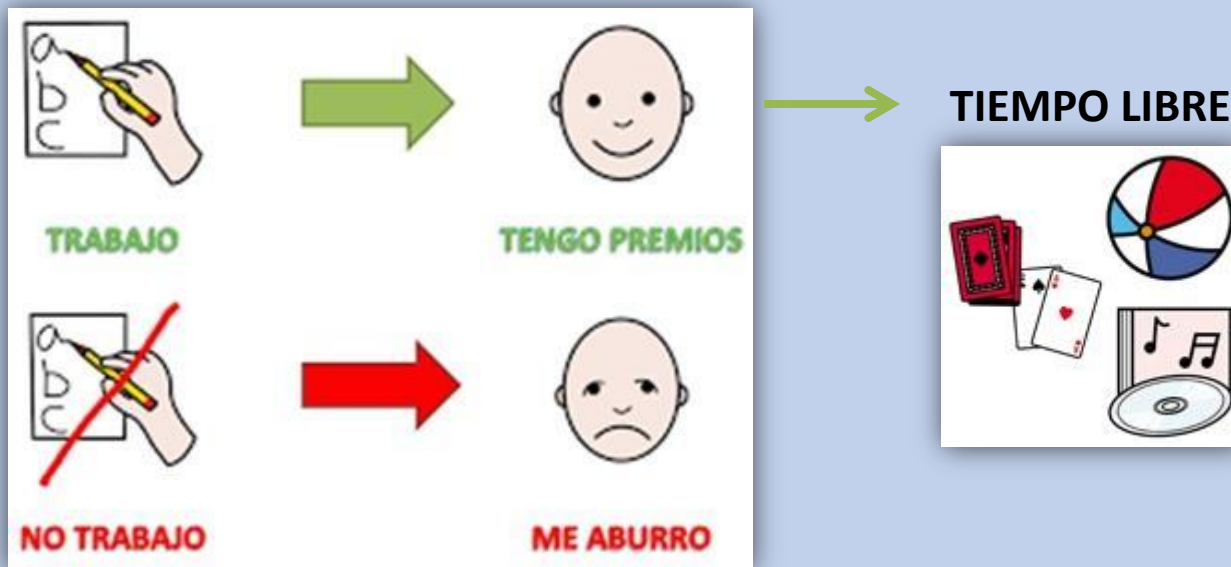 a
b
c
TRABAJO
TENGO PREMIOS
TIEMPO LIBRE
a
b
c
NO TRABAJO
ME ABURRO